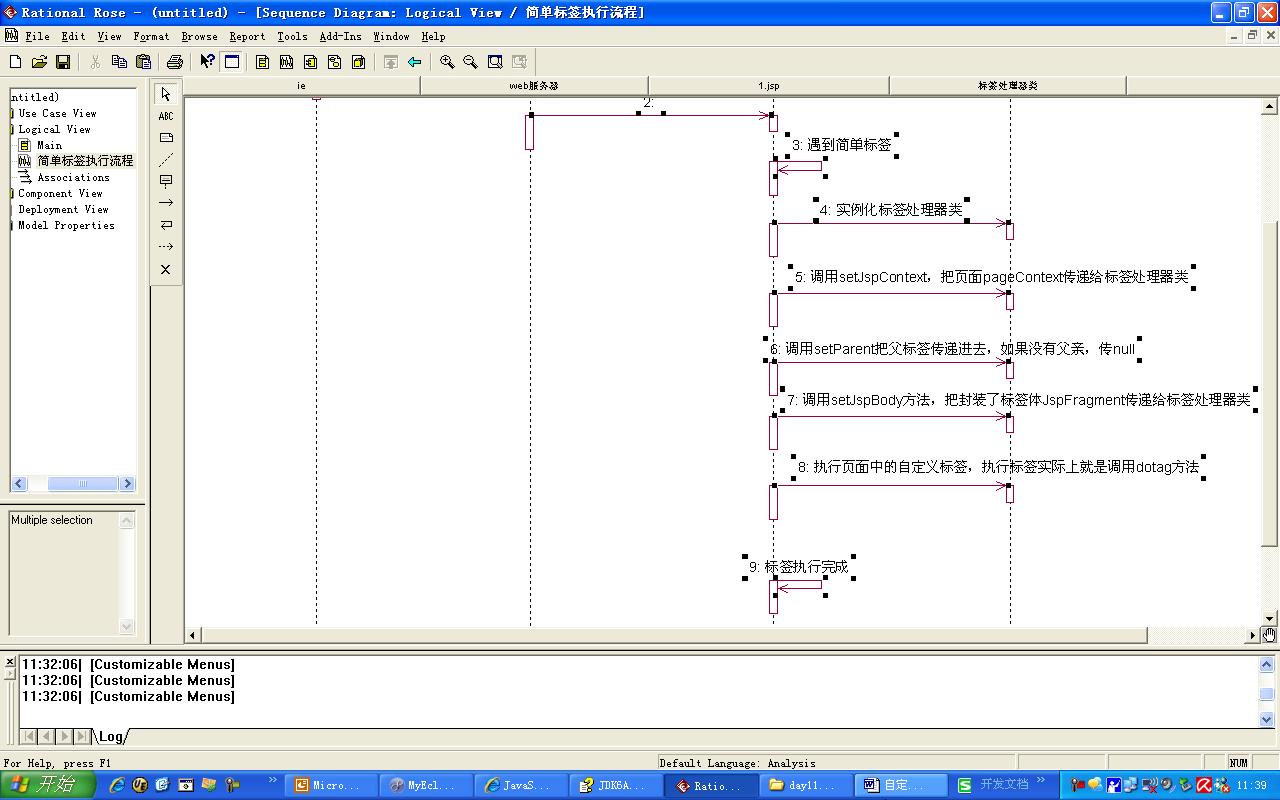 Rational Rose - (untitled) - [Sequence Diagram: Logical View / 简单标签执行流程]
File Edit View Format Browse Report Tools Add-Ins Window Help
ie web服务器 1.jsp 标签处理器类
ABC
ntitled)
Use Case View
Logical View
Main
简单标签执行流程
Associations
Component View
Deployment View
Model Properties
2:
3: 遇到简单标签
4: 实例化标签处理器类
5: 调用setJspContext，把页面pageContext传递给标签处理器类
6: 调用setParent把父标签传递进去，如果没有父亲，传null
7: 调用setJspBody方法，把封装了标签体JspFragment传递给标签处理器类
8: 执行页面中的自定义标签，执行标签实际上就是调用dotag方法
9: 标签执行完成
Multiple selection
11:32:06| [Customizable Menus]
11:32:06| [Customizable Menus]
11:32:06| [Customizable Menus]
Log
For Help, press F1 Default Language: Analysis NUM
开始 Micro... MyEcl... JavaS... JDK6A... Ratio... day11... 自定... 开发文档 11:39